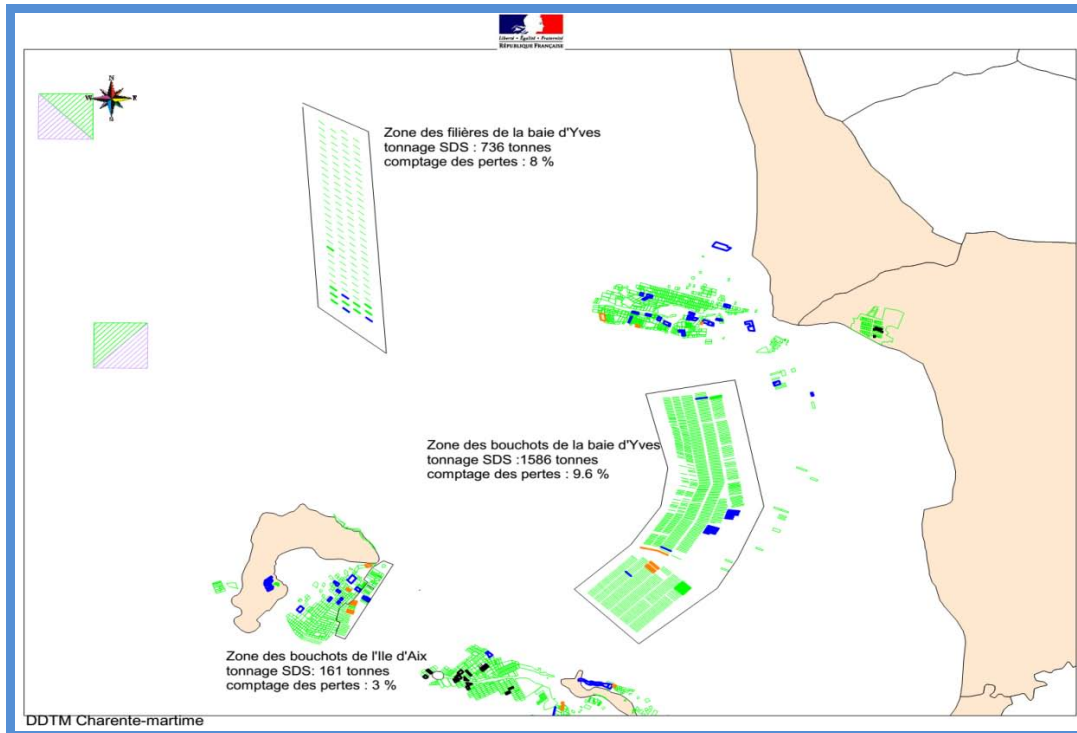 Liberté • Égalité • Fraternité
RÉPUBLIQUE FRANÇAISE
N
W E
S
Zone des filières de la baie d'Yves
tonnage SDS : 736 tonnes
comptage des pertes : 8 %
Zone des bouchots de la baie d'Yves
tonnage SDS :1586 tonnes
comptage des pertes : 9.6 %
Zone des bouchots de l'Ile d'Aix
tonnage SDS: 161 tonnes
comptage des pertes : 3 %
DDTM Charente-martime